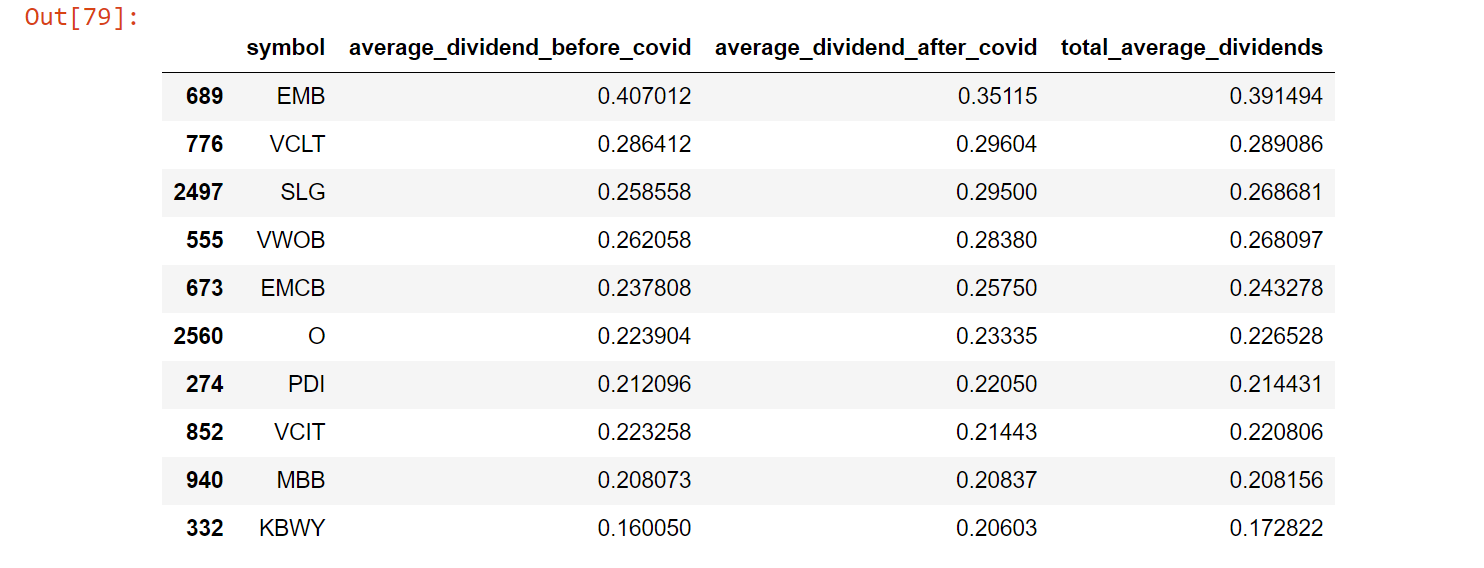 Out[79]:
symbol average_dividend_before_covid average_dividend_after_covid total_average_dividends
689 EMB 0.407012 0.35115 0.391494
776 VCLT 0.286412 0.29604 0.289086
2497 SLG 0.258558 0.29500 0.268681
555 VWOB 0.262058 0.28380 0.268097
673 EMCB 0.237808 0.25750 0.243278
2560 O 0.223904 0.23335 0.226528
274 PDI 0.212096 0.22050 0.214431
852 VCIT 0.223258 0.21443 0.220806
940 MBB 0.208073 0.20837 0.208156
332 KBWY 0.160050 0.20603 0.172822